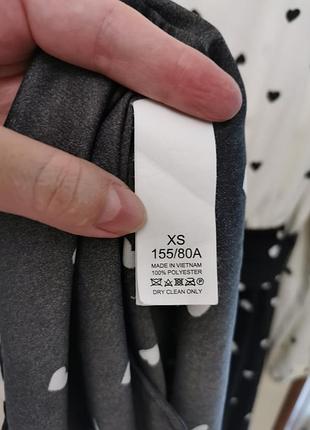 XS
155/80A
MADE IN VIETNAM
100% POLYESTER
DRY CLEAN ONLY